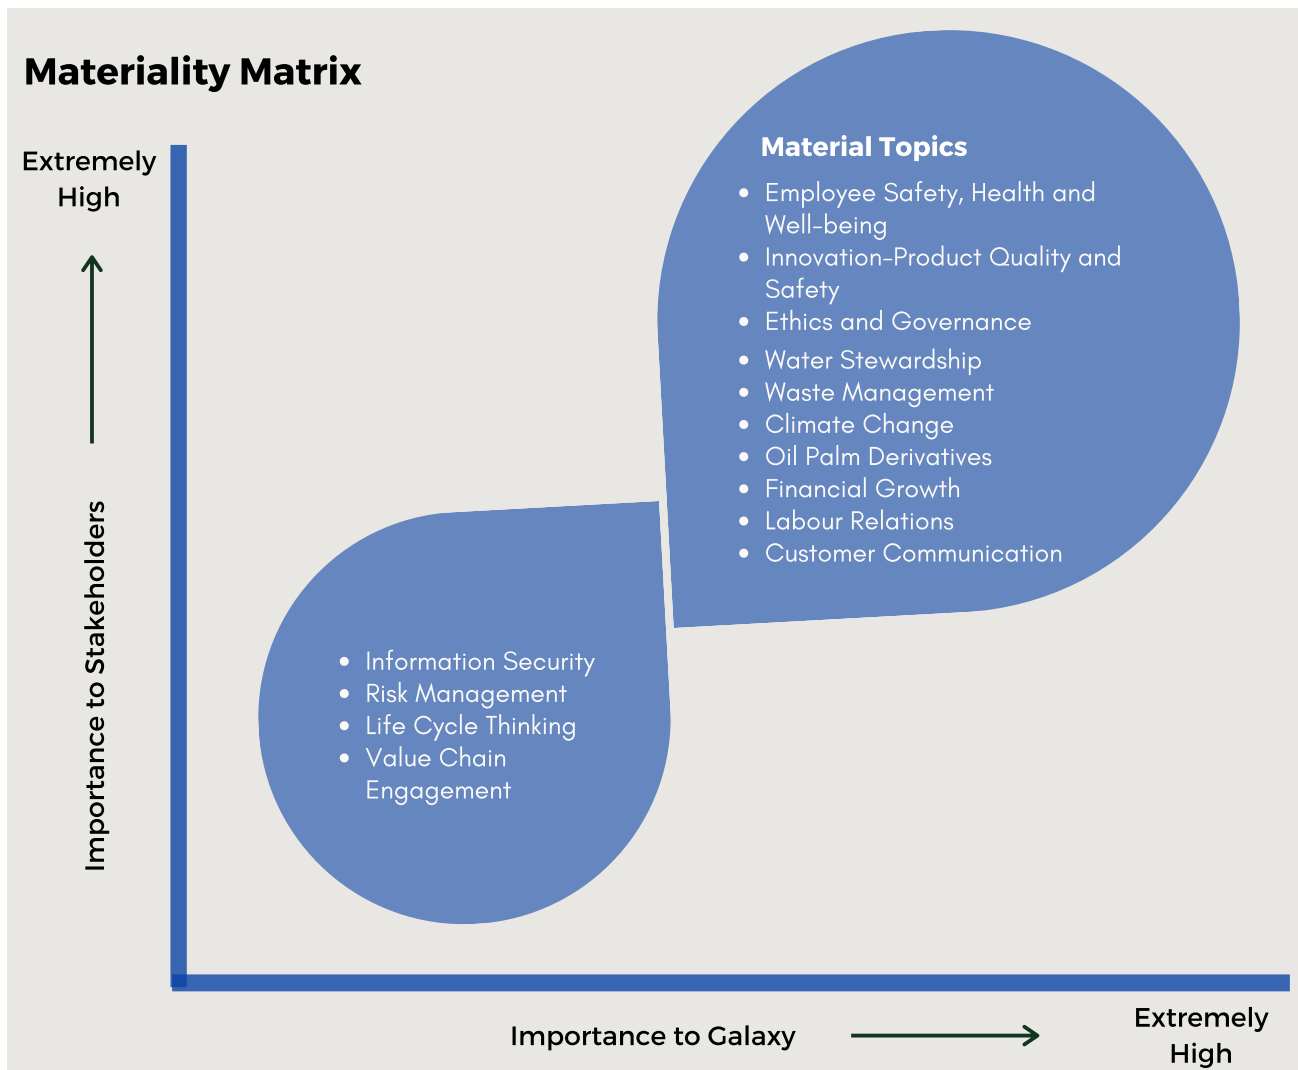 Materiality Matrix
Extremely
High
Importance to Stakeholders
Material Topics
• Employee Safety, Health and
Well-being
• Innovation-Product Quality and
Safety
• Ethics and Governance
• Water Stewardship
• Waste Management
• Climate Change
• Oil Palm Derivatives
• Financial Growth
• Labour Relations
• Customer Communication
• Information Security
• Risk Management
• Life Cycle Thinking
• Value Chain
Engagement
Importance to Galaxy
Extremely
High